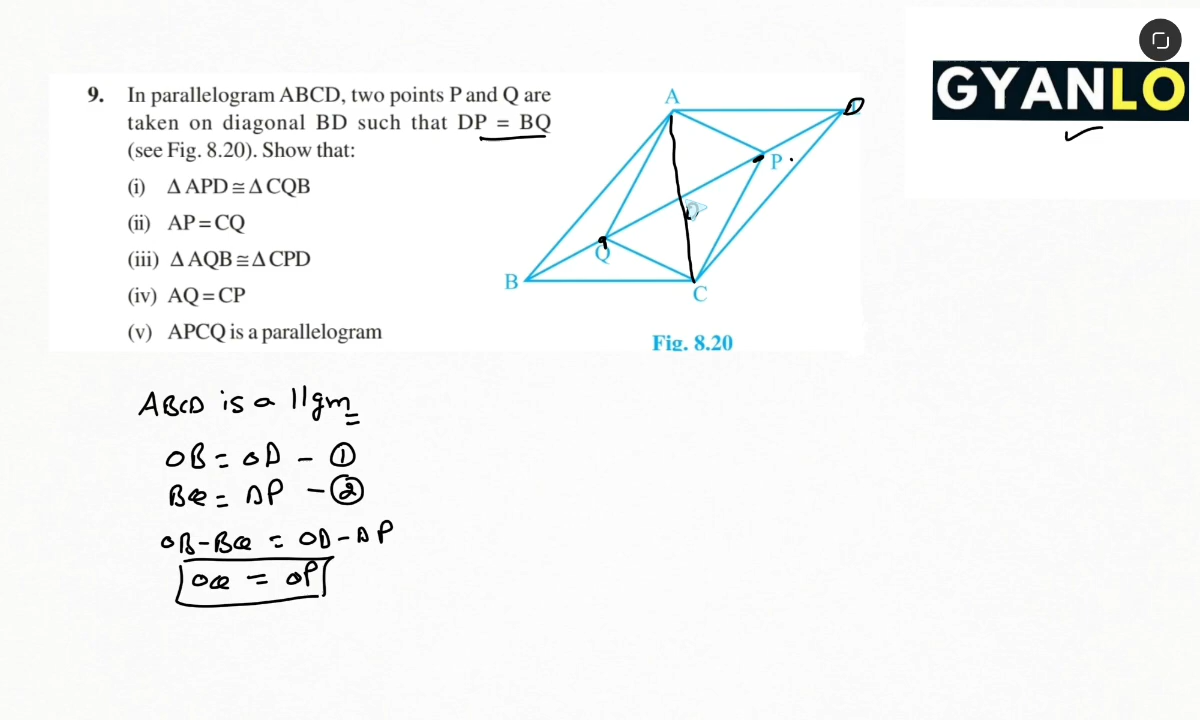 GYANLO
9. In parallelogram ABCD, two points P and Q are
taken on diagonal BD such that DP = BQ
(see Fig. 8.20). Show that:
(i) Δ APD ≅ Δ CQB
(ii) AP = CQ
(iii) Δ AQB ≅ Δ CPD
(iv) AQ = CP
(v) APCQ is a parallelogram
A
D
P
Q
B
C
Fig. 8.20
ABCD is a ||gm
OB = OD - ①
BQ = DP - ②
OB - BQ = OD - DP
OQ = OP